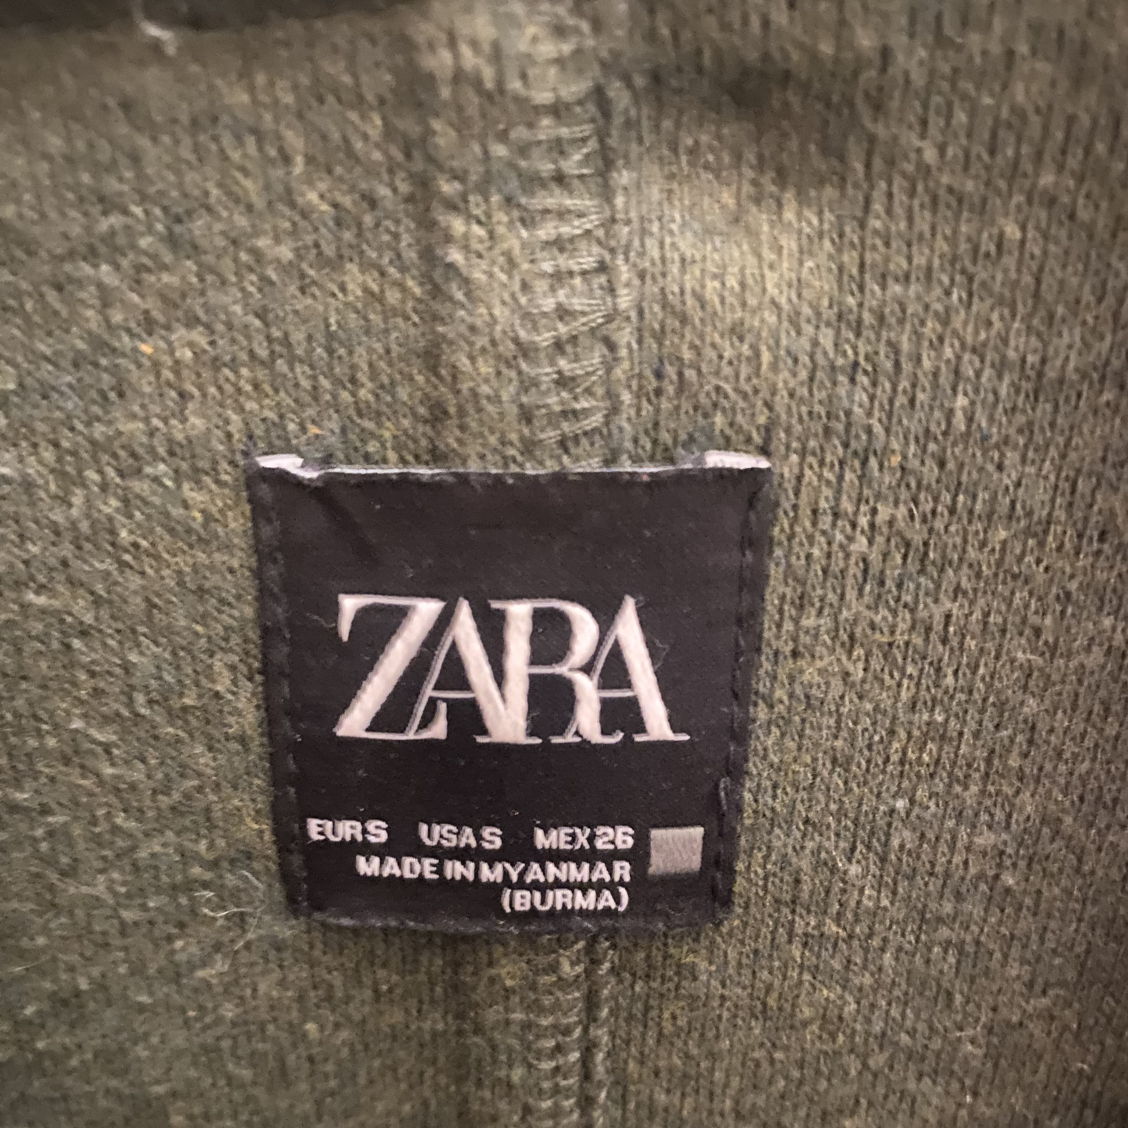 ZARA
EUR S USA S MEX 26
MADE IN MYANMAR
(BURMA)